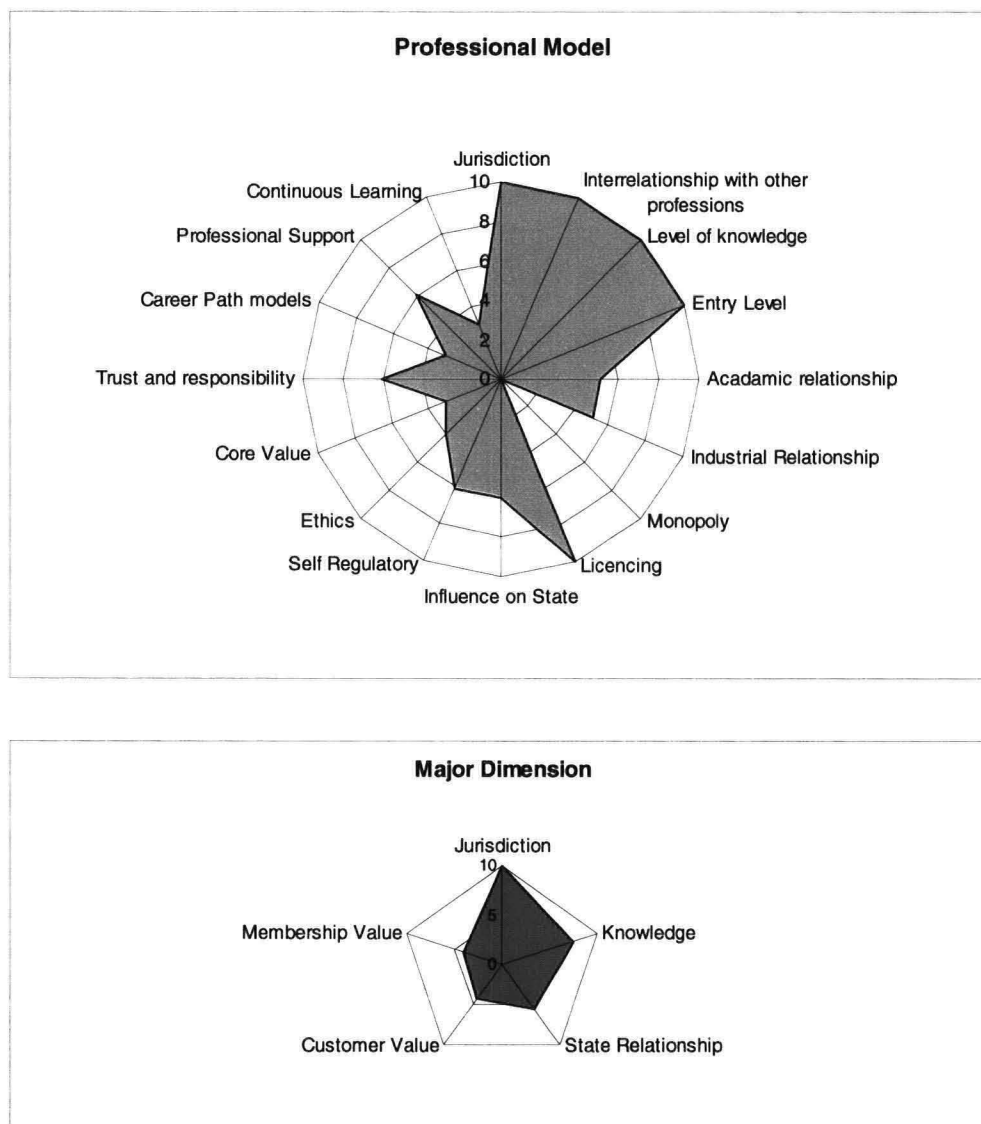 Professional Model
Jurisdiction
10
8
6
4
2
0
Interrelationship with other
professions
Level of knowledge
Entry Level
Acadamic relationship
Industrial Relationship
Monopoly
Licencing
Influence on State
Self Regulatory
Ethics
Core Value
Trust and responsibility
Career Path models
Professional Support
Continuous Learning
Major Dimension
Jurisdiction
10
5
0
Knowledge
State Relationship
Customer Value
Membership Value